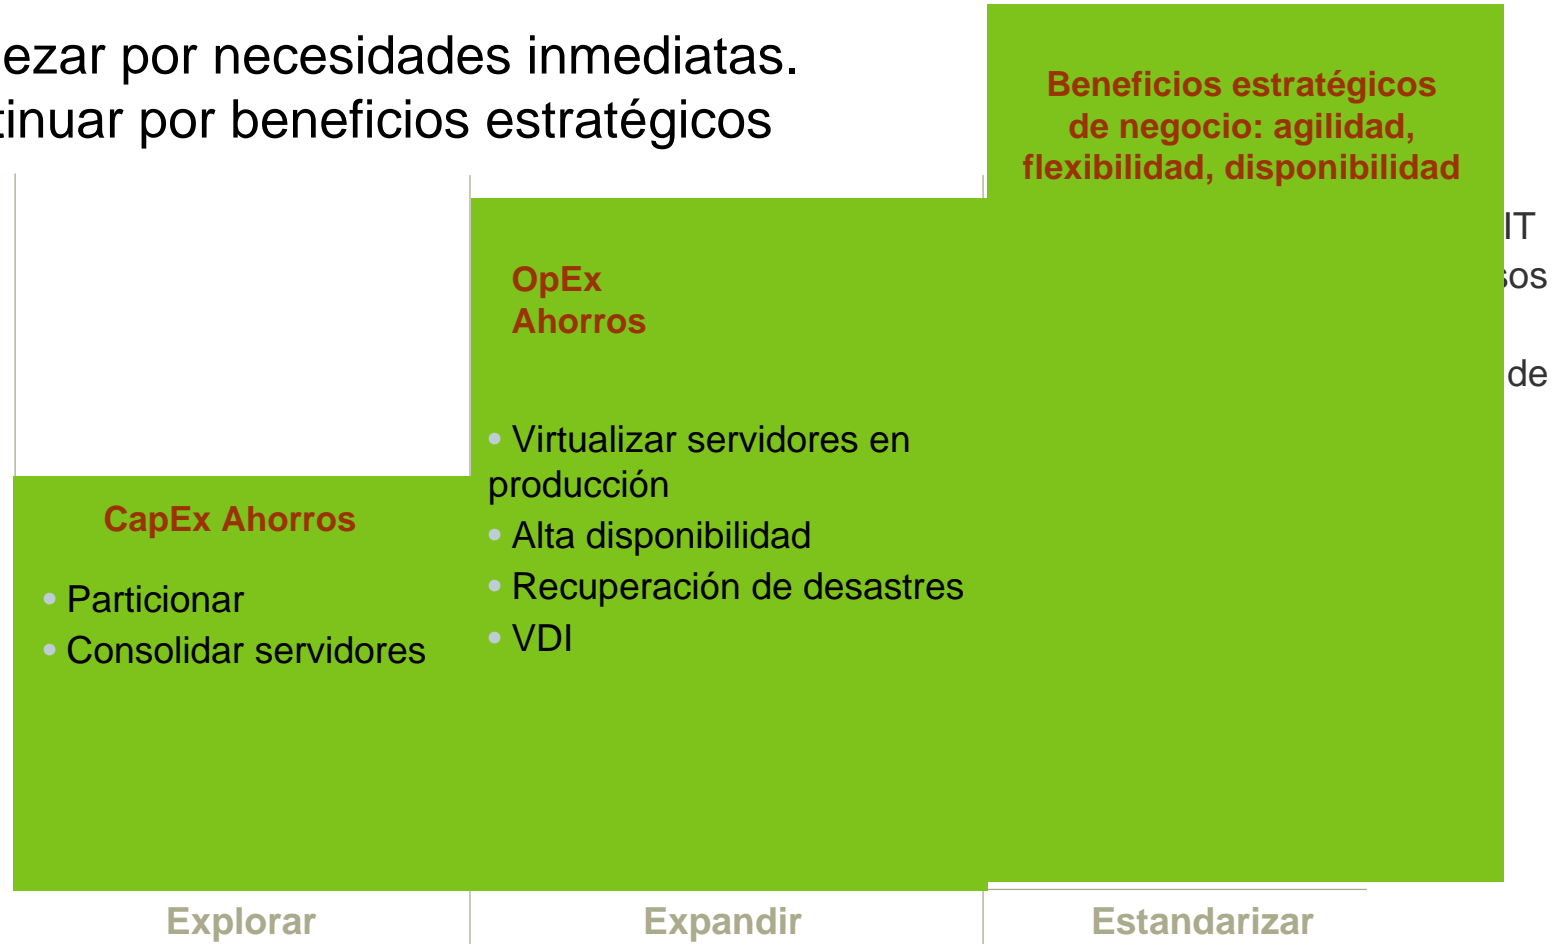 ezar por necesidades inmediatas.
tinuar por beneficios estratégicos
Beneficios estratégicos
de negocio: agilidad,
flexibilidad, disponibilidad
IT
sos
de
OpEx
Ahorros
• Virtualizar servidores en
producción
• Alta disponibilidad
• Recuperación de desastres
• VDI
CapEx Ahorros
• Particionar
• Consolidar servidores
Explorar
Expandir
Estandarizar